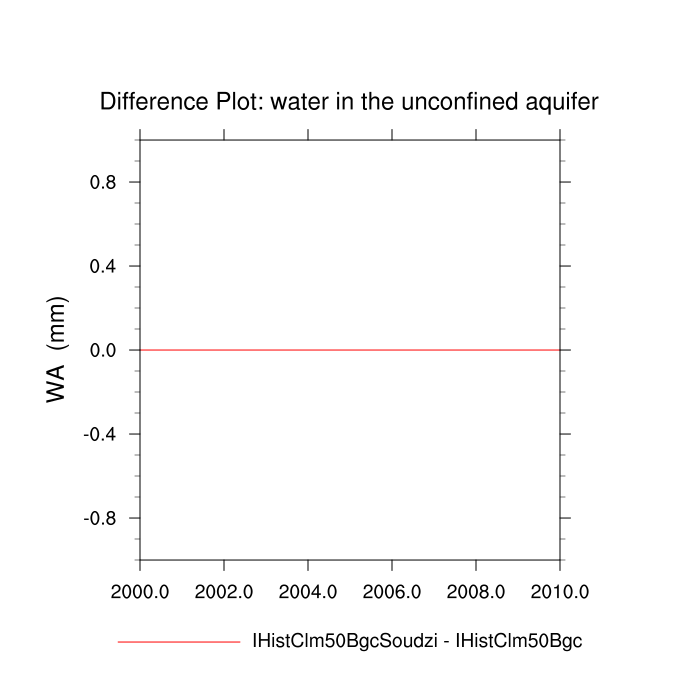 Difference Plot: water in the unconfined aquifer
WA (mm)
0.8
0.4
0.0
-0.4
-0.8
2000.0 2002.0 2004.0 2006.0 2008.0 2010.0
IHistClm50BgcSoudzi - IHistClm50Bgc